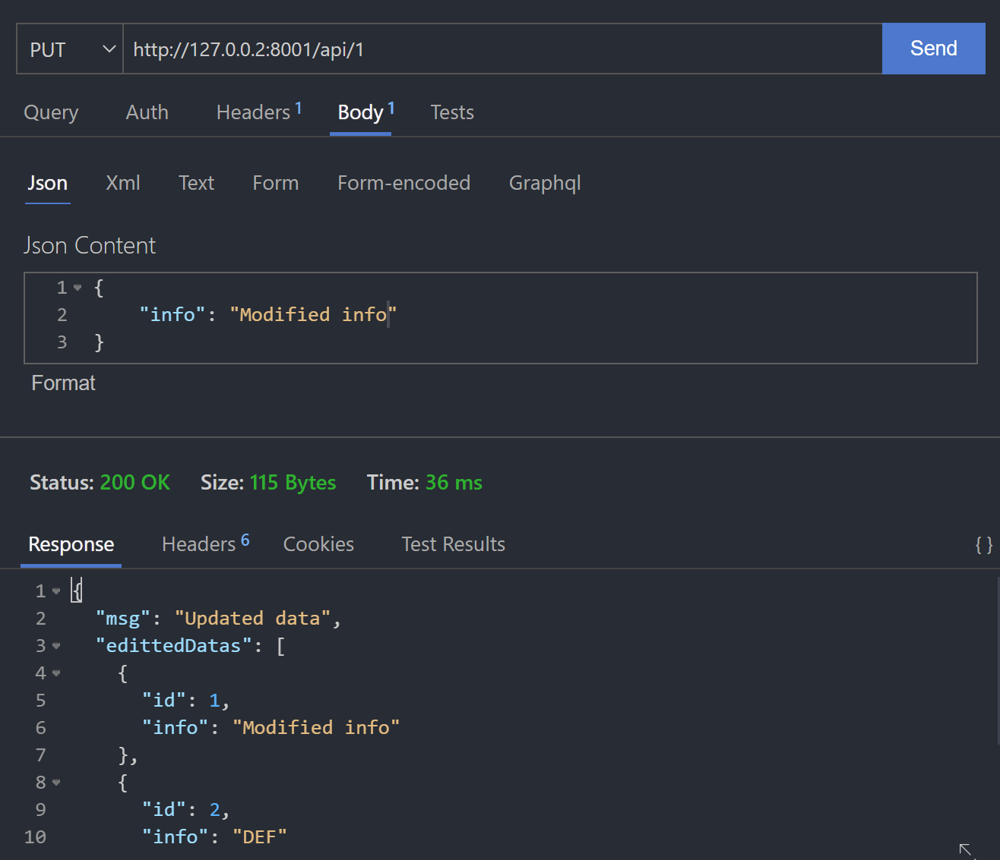 PUT http://127.0.0.2:8001/api/1 Send
Query Auth Headers 1 Body 1 Tests
Json Xml Text Form Form-encoded Graphql
Json Content
1 {
2 "info": "Modified info"
3 }
Format
Status: 200 OK Size: 115 Bytes Time: 36 ms
Response Headers 6 Cookies Test Results { }
1 {
2 "msg": "Updated data",
3 "edittedDatas": [
4 {
5 "id": 1,
6 "info": "Modified info"
7 },
8 {
9 "id": 2,
10 "info": "DEF"